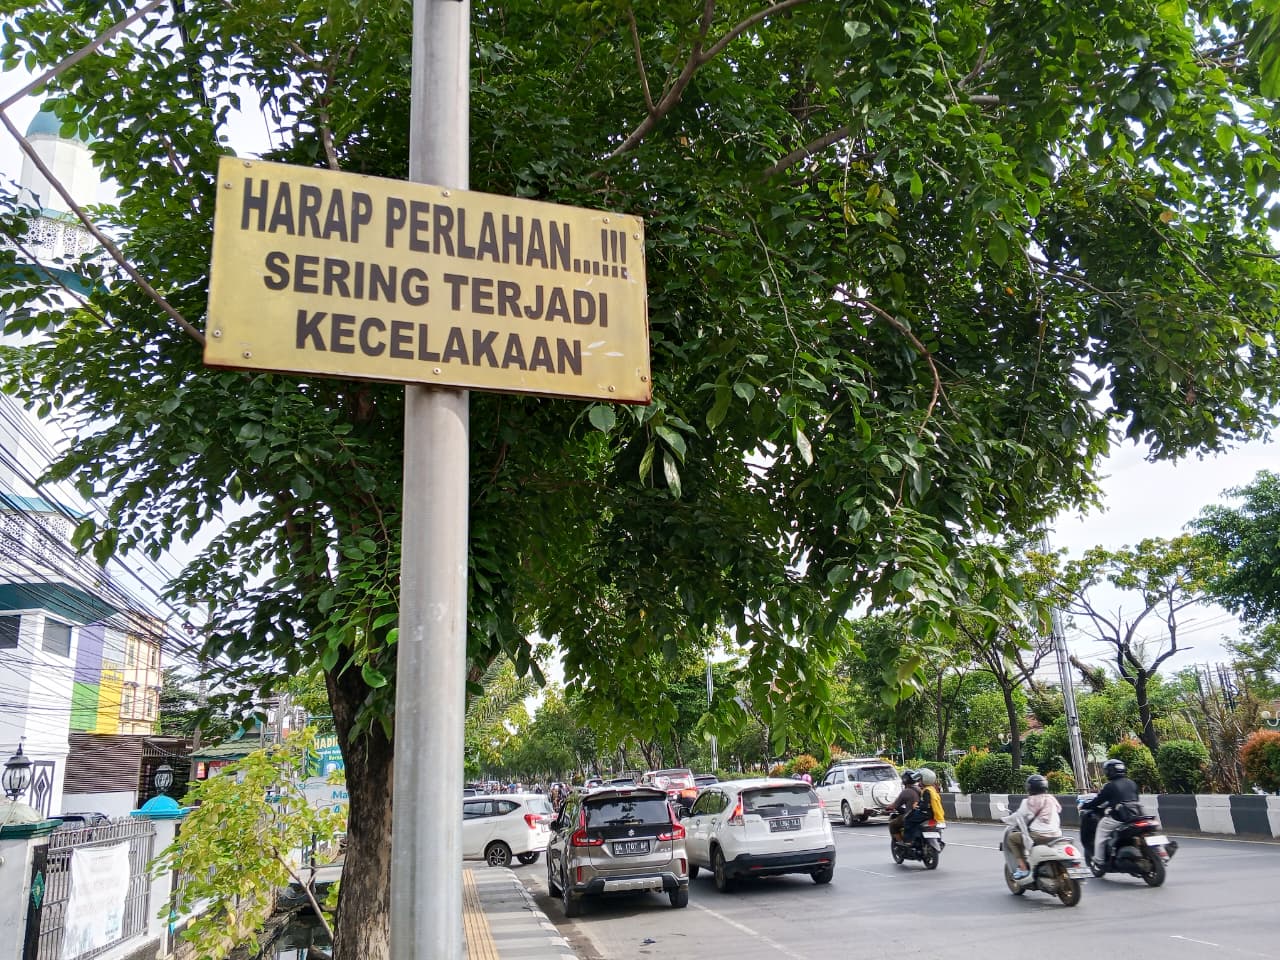 HARAP PERLAHAN...!!!
SERING TERJADI
KECELAKAAN